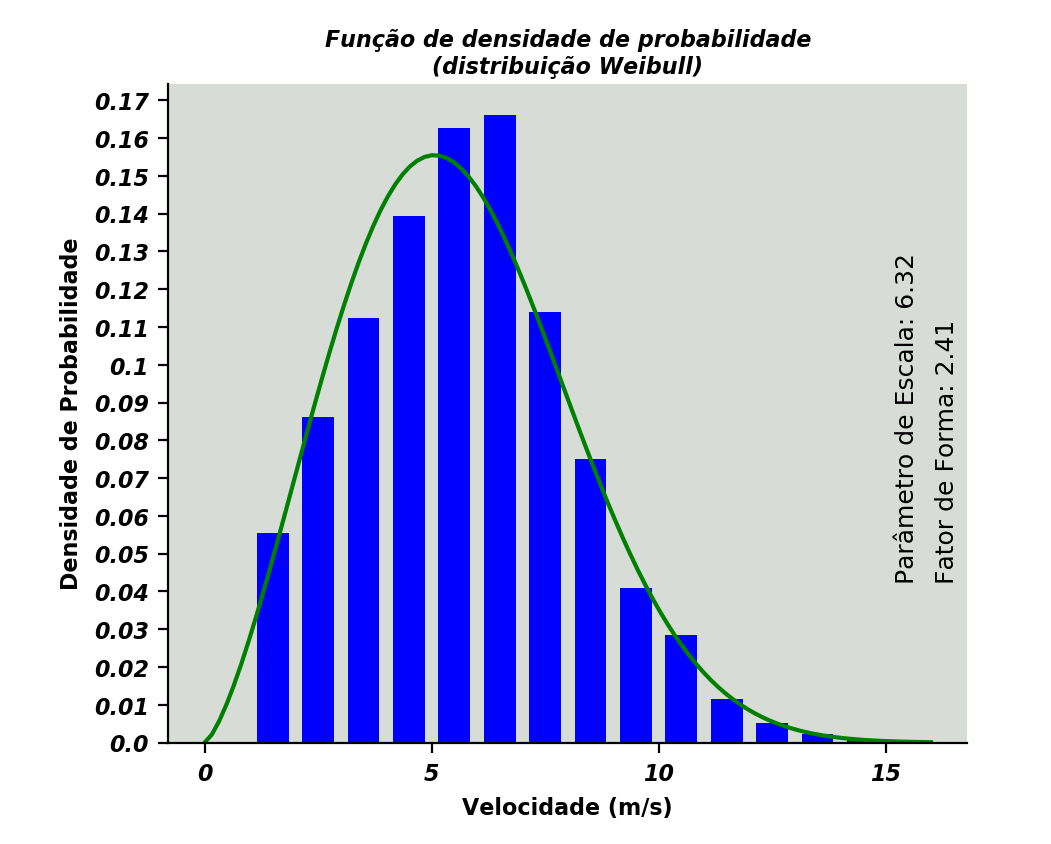 Função de densidade de probabilidade
(distribuição Weibull)
Densidade de Probabilidade
0.17
0.16
0.15
0.14
0.13
0.12
0.11
0.1
0.09
0.08
0.07
0.06
0.05
0.04
0.03
0.02
0.01
0.0
Parâmetro de Escala: 6.32
Fator de Forma: 2.41
0 5 10 15
Velocidade (m/s)